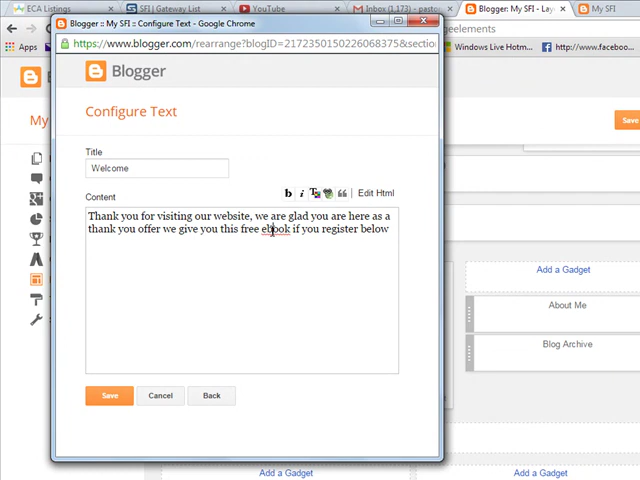 ECA Listings
SFI | Gateway List
YouTube
Inbox (1,173) - pasto
Blogger: My SFI - Lay
My SFI
Blogger :: My SFI :: Configure Text - Google Chrome
https://www.blogger.com/rearrange?blogID=2172350150226068375&section
geelements
Apps
Windows Live Hotm...
http://www.faceboo...
Blogger
Configure Text
My
Save
Title
Welcome
Content
b i Edit Html
Thank you for visiting our website, we are glad you are here as a
thank you offer we give you this free ebook if you register below
Add a Gadget
About Me
Blog Archive
Save Cancel Back
Add a Gadget
Add a Gadget